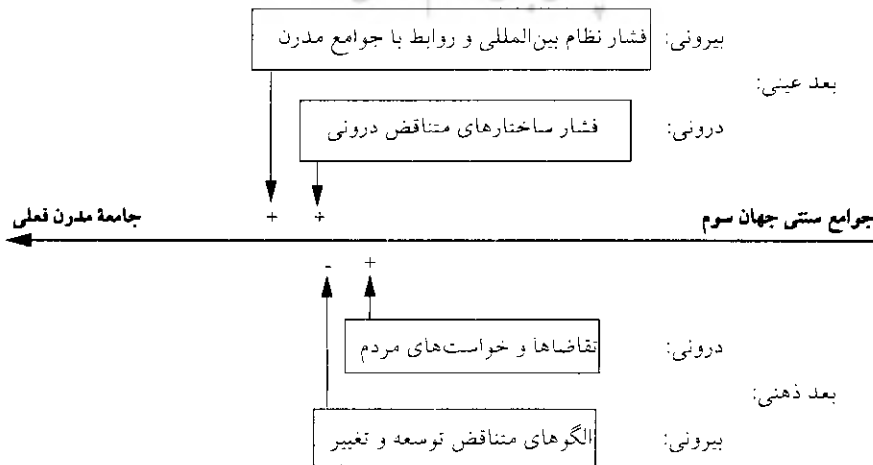 بیرونی: فشار نظام بین‌المللی و روابط با جوامع مدرن
بعد عینی:
درونی: فشار ساختارهای متناقض درونی
+ +
جوامع سنتی جهان سوم جامعۀ مدرن فعلی
+ -
درونی: تقاضاها و خواست‌های مردم
بعد ذهنی:
بیرونی: الگوهای متناقض توسعه و تغییر